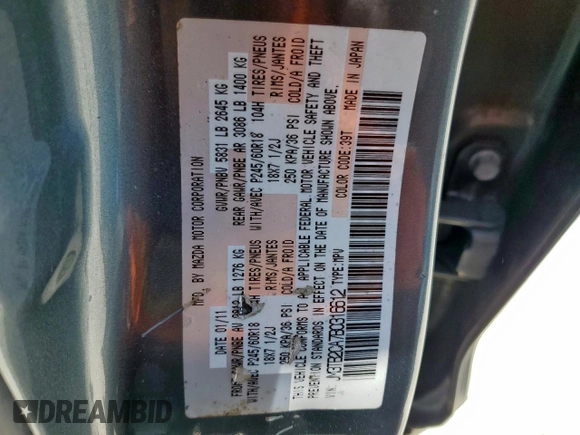 MFD. BY MAZDA MOTOR CORPORATION
DATE 01/11 GVWR/PNBV 5831 LB 2645 KG
GAWR/PNBE AV LB 1276 KG REAR GAWR/PNBE AR 3086 LB 1400 KG
WITH/AVEC P245/60R18 104H TIRES/PNEUS WITH/AVEC P245/60R18 104H TIRES/PNEUS
18X7 1/2J RIMS/JANTES 18X7 1/2J RIMS/JANTES
250 KPA/36 PSI COLD/A FROID 250 KPA/36 PSI COLD/A FROID
THIS VEHICLE CONFORMS TO ALL APPLICABLE FEDERAL MOTOR VEHICLE SAFETY AND THEFT
PREVENTION STANDARDS IN EFFECT ON THE DATE OF MANUFACTURE SHOWN ABOVE.
VIN: TYPE:MPV COLOR CODE:39T MADE IN JAPAN
DIDIHISTORY